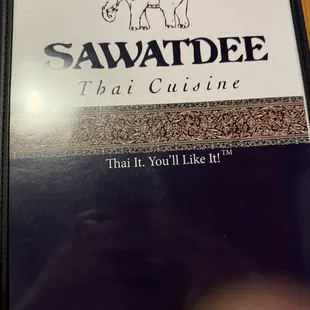 SAWATDEE
Thai Cuisine
Thai It. You'll Like It!™